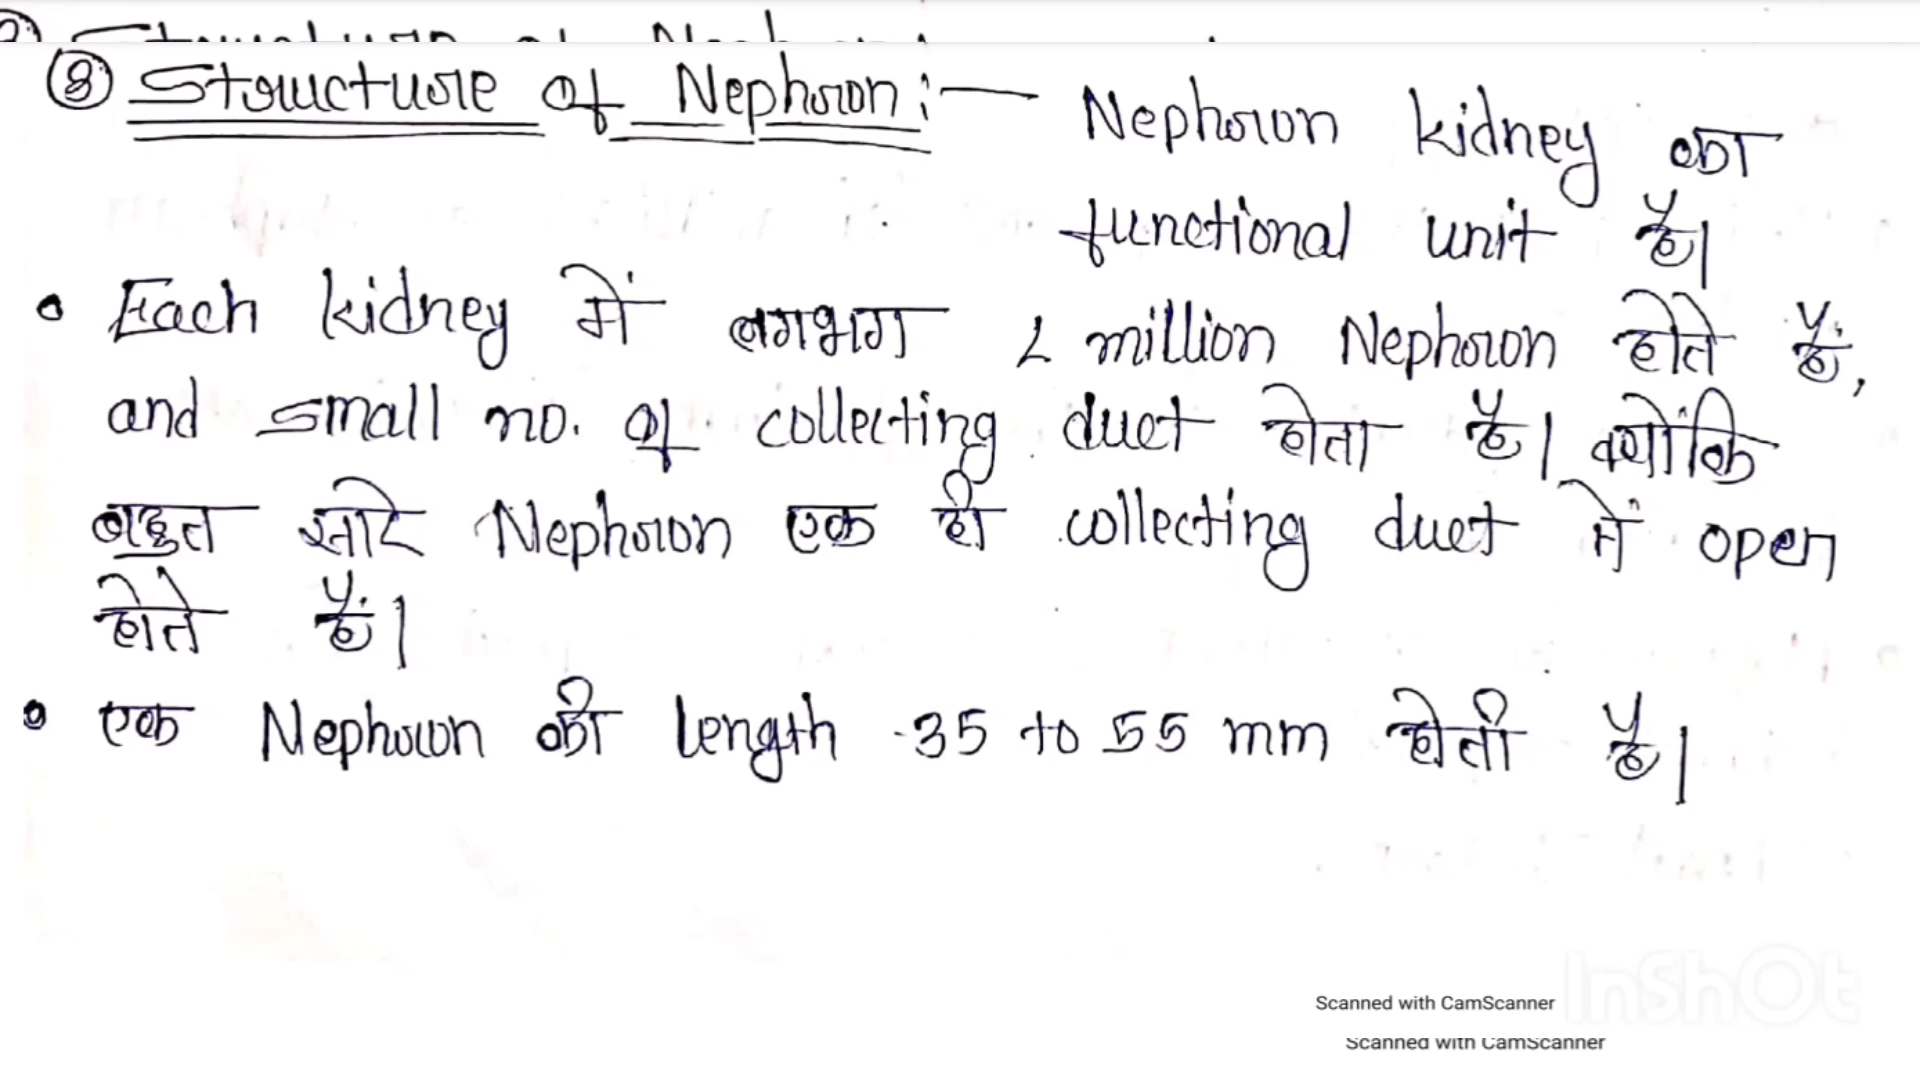 ③ Structure of Nephron :— Nephron kidney का
functional unit है।
• Each kidney में लगभग 2 million Nephron होते हैं,
and small no. of collecting duct होता है। क्योंकि
बहुत सारे Nephron एक ही collecting duct में open
होते हैं।
• एक Nephron की length 35 to 55 mm होती है।
InShOt
Scanned with CamScanner
Scanned with CamScanner